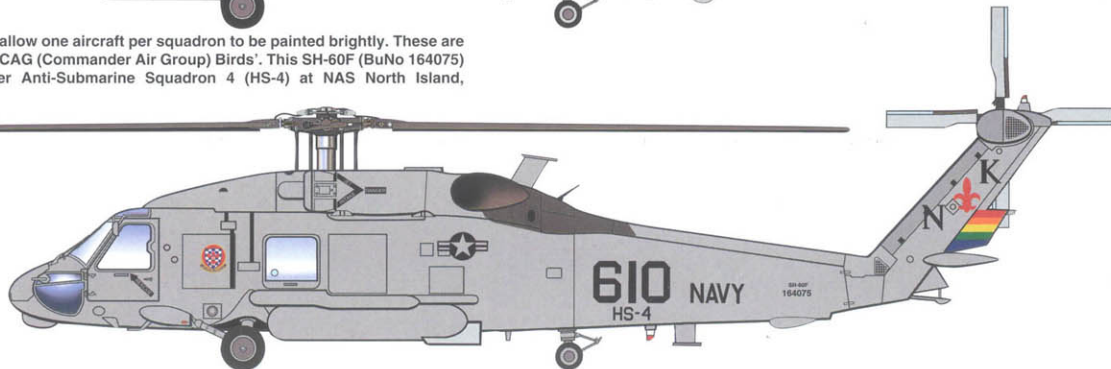 allow one aircraft per squadron to be painted brightly. These are
CAG (Commander Air Group) Birds'. This SH-60F (BuNo 164075)
er Anti-Submarine Squadron 4 (HS-4) at NAS North Island,
K
N
610
NAVY
HS-4
SH-60F
164075